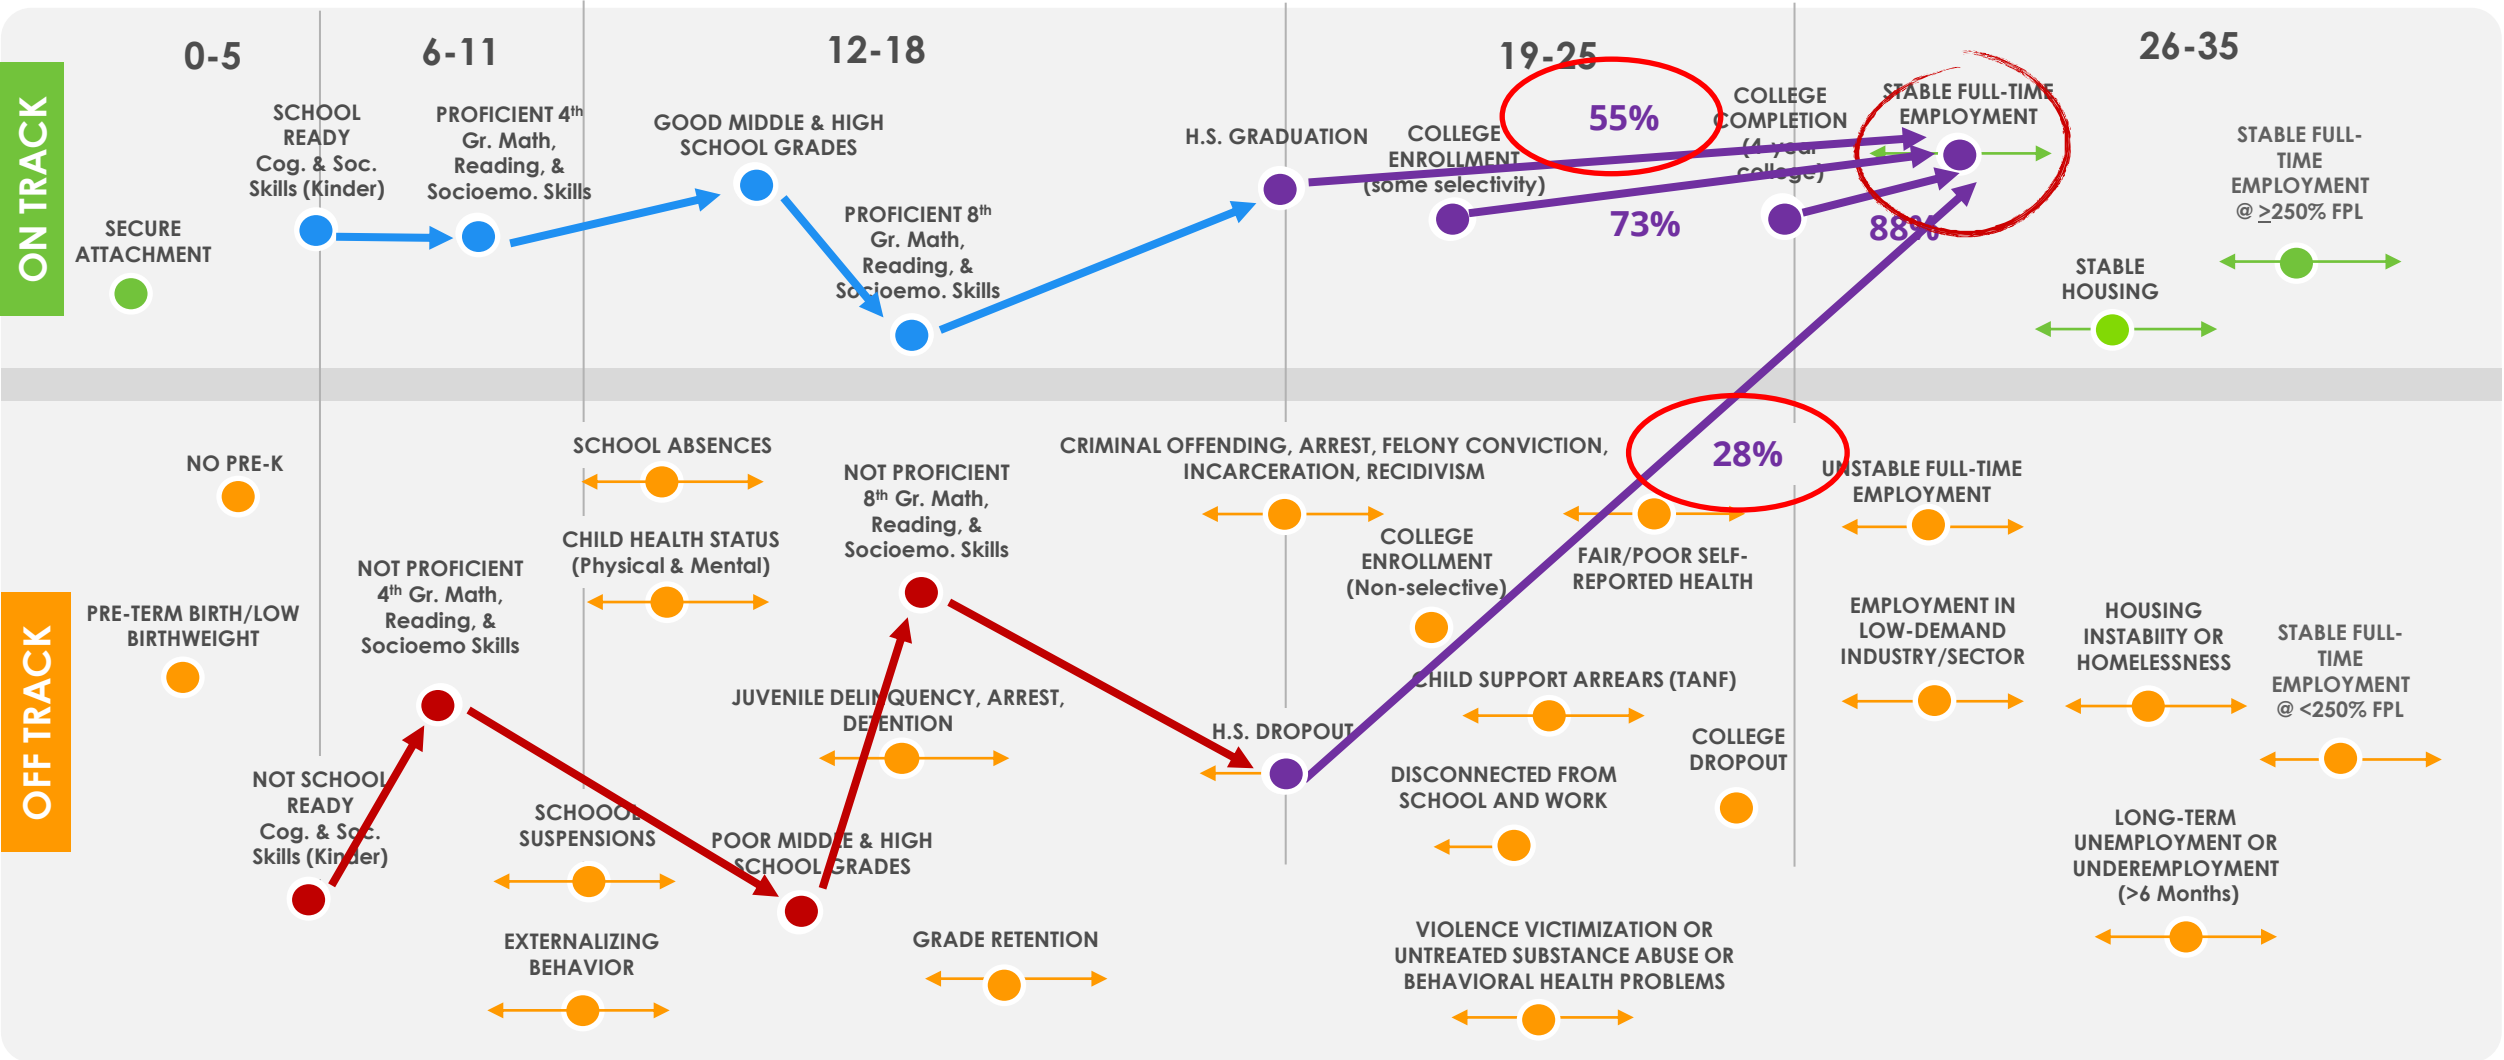 0-5
6-11
12-18
19-25
26-35
ON TRACK
SECURE
ATTACHMENT
SCHOOL
READY
Cog. & Soc.
Skills (Kinder)
PROFICIENT 4th
Gr. Math,
Reading, &
Socioemo. Skills
GOOD MIDDLE & HIGH
SCHOOL GRADES
PROFICIENT 8th
Gr. Math,
Reading, &
Socioemo. Skills
H.S. GRADUATION
COLLEGE
ENROLLMENT
(some selectivity)
55%
73%
COLLEGE
COMPLETION
(4-year
college)
88%
STABLE FULL-TIME
EMPLOYMENT
STABLE
HOUSING
STABLE FULL-
TIME
EMPLOYMENT
@ >250% FPL
OFF TRACK
NO PRE-K
PRE-TERM BIRTH/LOW
BIRTHWEIGHT
NOT SCHOOL
READY
Cog. & Soc.
Skills (Kinder)
NOT PROFICIENT
4th Gr. Math,
Reading, &
Socioemo Skills
SCHOOL ABSENCES
CHILD HEALTH STATUS
(Physical & Mental)
SCHOOOL
SUSPENSIONS
EXTERNALIZING
BEHAVIOR
NOT PROFICIENT
8th Gr. Math,
Reading, &
Socioemo. Skills
JUVENILE DELINQUENCY, ARREST,
DETENTION
POOR MIDDLE & HIGH
SCHOOL GRADES
GRADE RETENTION
CRIMINAL OFFENDING, ARREST, FELONY CONVICTION,
INCARCERATION, RECIDIVISM
H.S. DROPOUT
COLLEGE
ENROLLMENT
(Non-selective)
28%
FAIR/POOR SELF-
REPORTED HEALTH
CHILD SUPPORT ARREARS (TANF)
DISCONNECTED FROM
SCHOOL AND WORK
COLLEGE
DROPOUT
VIOLENCE VICTIMIZATION OR
UNTREATED SUBSTANCE ABUSE OR
BEHAVIORAL HEALTH PROBLEMS
UNSTABLE FULL-TIME
EMPLOYMENT
EMPLOYMENT IN
LOW-DEMAND
INDUSTRY/SECTOR
HOUSING
INSTABIITY OR
HOMELESSNESS
STABLE FULL-
TIME
EMPLOYMENT
@ <250% FPL
LONG-TERM
UNEMPLOYMENT OR
UNDEREMPLOYMENT
(>6 Months)